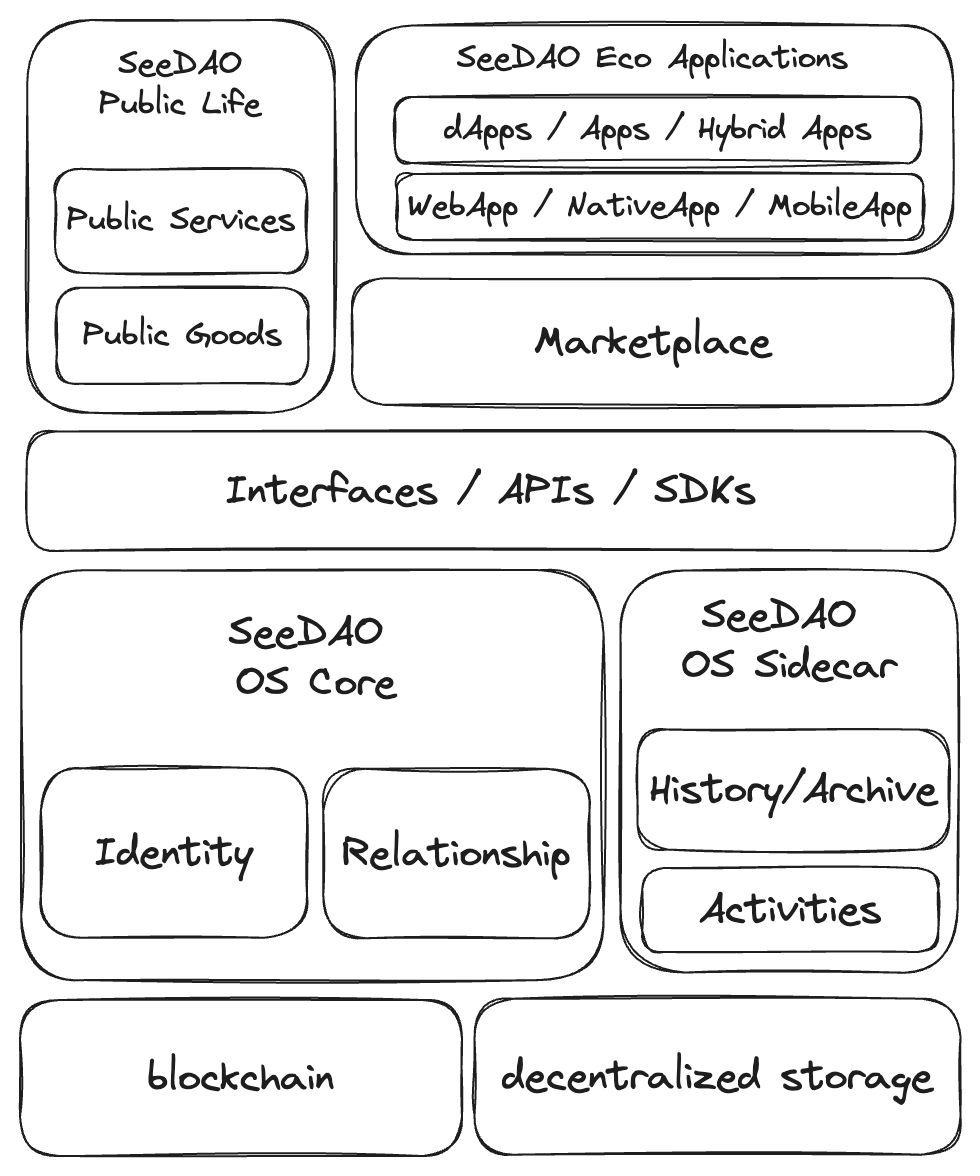 SeeDAO
Public Life
Public Services
Public Goods
SeeDAO Eco Applications
dApps / Apps / Hybrid Apps
WebApp / NativeApp / MobileApp
Marketplace
Interfaces / APIs / SDKs
SeeDAO
OS Core
Identity
Relationship
SeeDAO
OS Sidecar
History/Archive
Activities
blockchain
decentralized storage